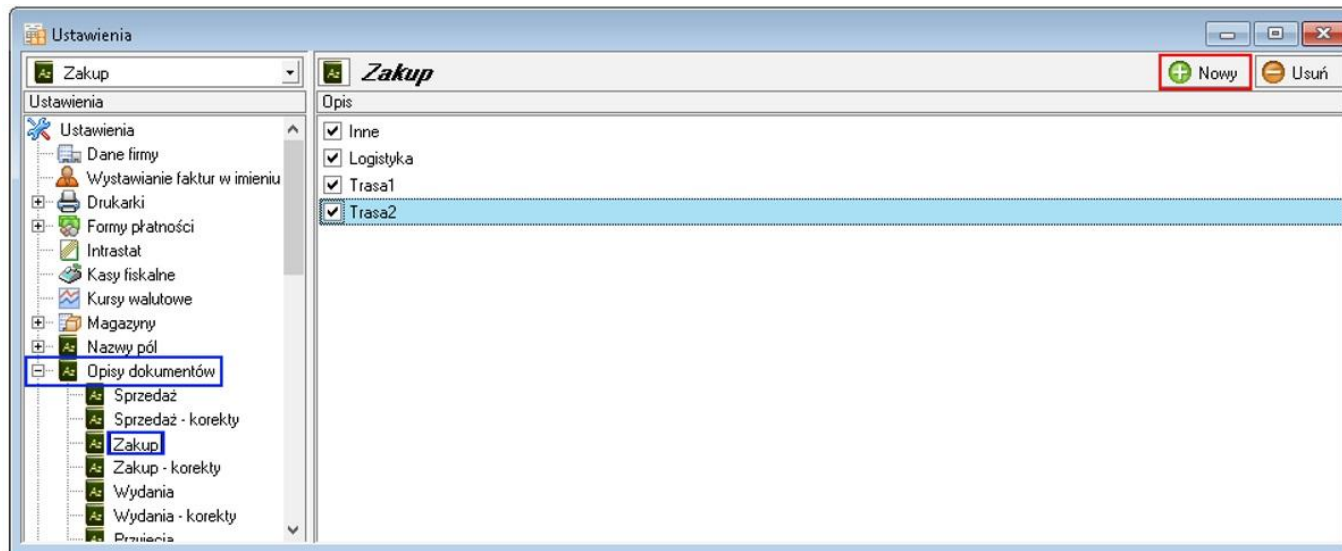 Ustawienia
Zakup
Zakup
Nowy
Usuń
Ustawienia
Opis
Ustawienia
Dane firmy
Wystawianie faktur w imieniu
Drukarki
Formy płatności
Intrastat
Kasy fiskalne
Kursy walutowe
Magazyny
Nazwy pól
Opisy dokumentów
Sprzedaż
Sprzedaż - korekty
Zakup
Zakup - korekty
Wydania
Wydania - korekty
Przyjęcia
Inne
Logistyka
Trasa1
Trasa2